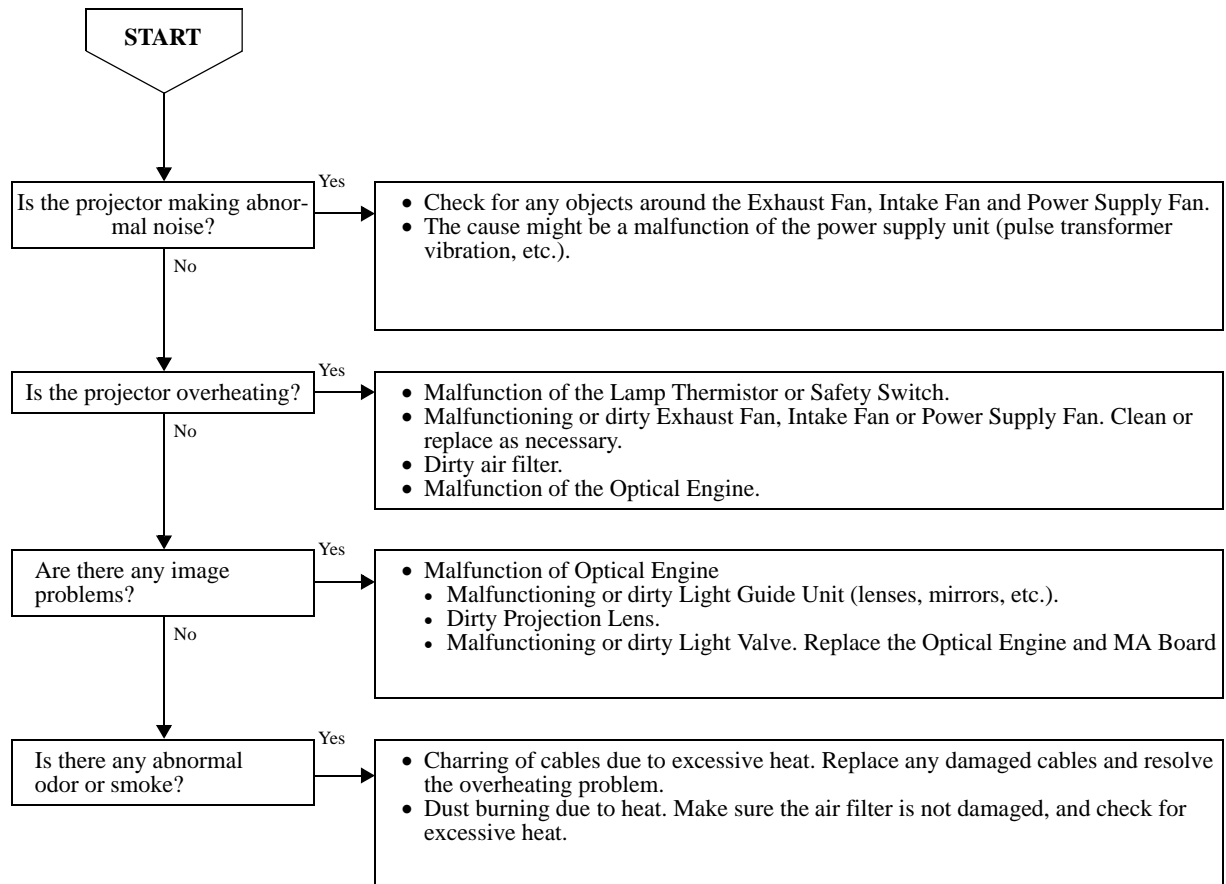 START
Is the projector making abnor-
mal noise?
Yes
• Check for any objects around the Exhaust Fan, Intake Fan and Power Supply Fan.
• The cause might be a malfunction of the power supply unit (pulse transformer
vibration, etc.).
No
Is the projector overheating?
Yes
• Malfunction of the Lamp Thermistor or Safety Switch.
• Malfunctioning or dirty Exhaust Fan, Intake Fan or Power Supply Fan. Clean or
replace as necessary.
• Dirty air filter.
• Malfunction of the Optical Engine.
No
Are there any image
problems?
Yes
• Malfunction of Optical Engine
• Malfunctioning or dirty Light Guide Unit (lenses, mirrors, etc.).
• Dirty Projection Lens.
• Malfunctioning or dirty Light Valve. Replace the Optical Engine and MA Board
No
Is there any abnormal
odor or smoke?
Yes
• Charring of cables due to excessive heat. Replace any damaged cables and resolve
the overheating problem.
• Dust burning due to heat. Make sure the air filter is not damaged, and check for
excessive heat.